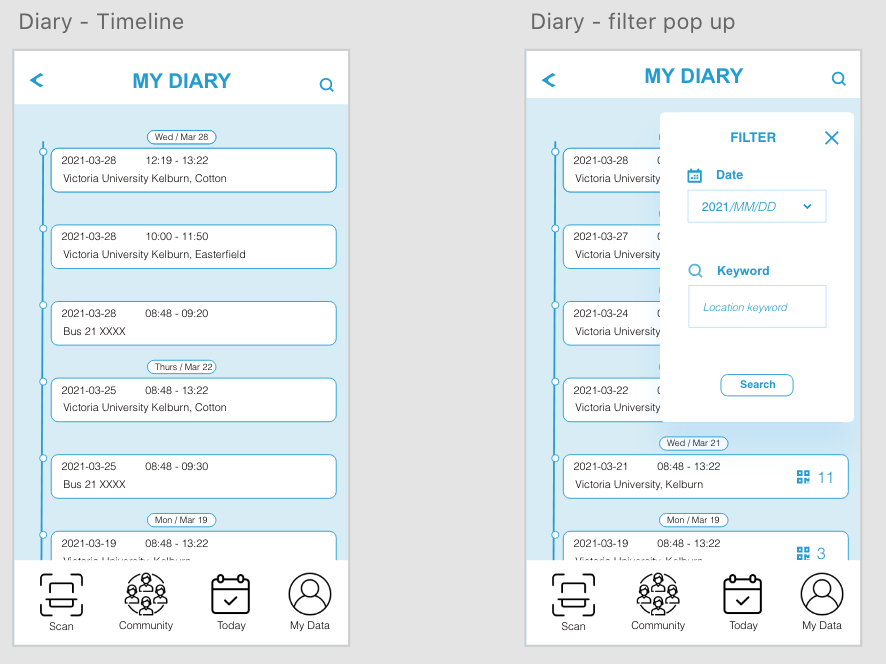 Diary - Timeline
MY DIARY
Wed / Mar 28
2021-03-28 12:19 - 13:22
Victoria University Kelburn, Cotton
2021-03-28 10:00 - 11:50
Victoria University Kelburn, Easterfield
2021-03-28 08:48 - 09:20
Bus 21 XXXX
Thurs / Mar 22
2021-03-25 08:48 - 13:22
Victoria University Kelburn, Cotton
2021-03-25 08:48 - 09:30
Bus 21 XXXX
Mon / Mar 19
2021-03-19 08:48 - 13:22
Victoria University, Kelburn
Scan Community Today My Data
Diary - filter pop up
MY DIARY
2021-03-28
Victoria University
2021-03-27
Victoria University
2021-03-24
Victoria University
2021-03-22
Victoria University
FILTER
Date
2021/MM/DD
Keyword
Location keyword
Search
Wed / Mar 21
2021-03-21 08:48 - 13:22
Victoria University, Kelburn
11
Mon / Mar 19
2021-03-19 08:48 - 13:22
Victoria University, Kelburn
3
Scan Community Today My Data